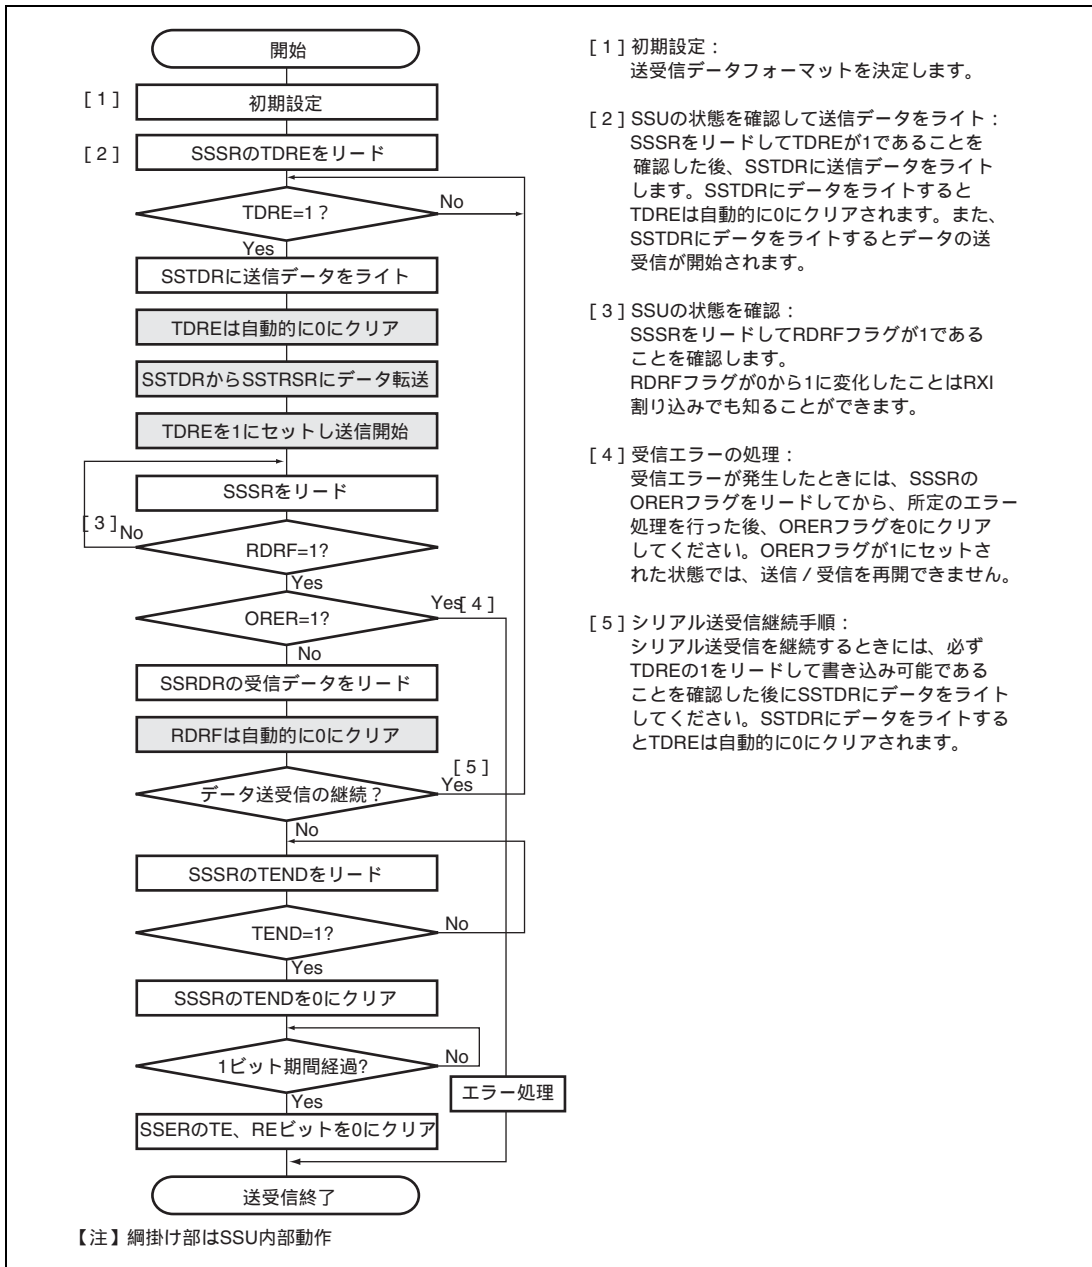 開始
[ 1 ]
初期設定
[ 2 ]
SSSRのTDREをリード
TDRE=1？
No
Yes
SSTDRに送信データをライト
TDREは自動的に0にクリア
SSTDRからSSTRSRにデータ転送
TDREを1にセットし送信開始
SSSRをリード
[ 3 ]
No
RDRF=1?
Yes
ORER=1?
Yes
[ 4 ]
No
SSRDRの受信データをリード
RDRFは自動的に0にクリア
[ 5 ]
データ送受信の継続？
Yes
No
SSSRのTENDをリード
TEND=1?
No
Yes
SSSRのTENDを0にクリア
1ビット期間経過?
No
エラー処理
Yes
SSERのTE、REビットを0にクリア
送受信終了
【注】綱掛け部はSSU内部動作
[ 1 ] 初期設定：
送受信データフォーマットを決定します。
[ 2 ] SSUの状態を確認して送信データをライト：
SSSRをリードしてTDREが1であることを
確認した後、SSTDRに送信データをライト
します。SSTDRにデータをライトすると
TDREは自動的に0にクリアされます。また、
SSTDRにデータをライトするとデータの送
受信が開始されます。
[ 3 ] SSUの状態を確認：
SSSRをリードしてRDRFフラグが1である
ことを確認します。
RDRFフラグが0から1に変化したことはRXI
割り込みでも知ることができます。
[ 4 ] 受信エラーの処理：
受信エラーが発生したときには、SSSRの
ORERフラグをリードしてから、所定のエラー
処理を行った後、ORERフラグを0にクリア
してください。ORERフラグが1にセットさ
れた状態では、送信 / 受信を再開できません。
[ 5 ] シリアル送受信継続手順：
シリアル送受信を継続するときには、必ず
TDREの1をリードして書き込み可能である
ことを確認した後にSSTDRにデータをライト
してください。SSTDRにデータをライトする
とTDREは自動的に0にクリアされます。